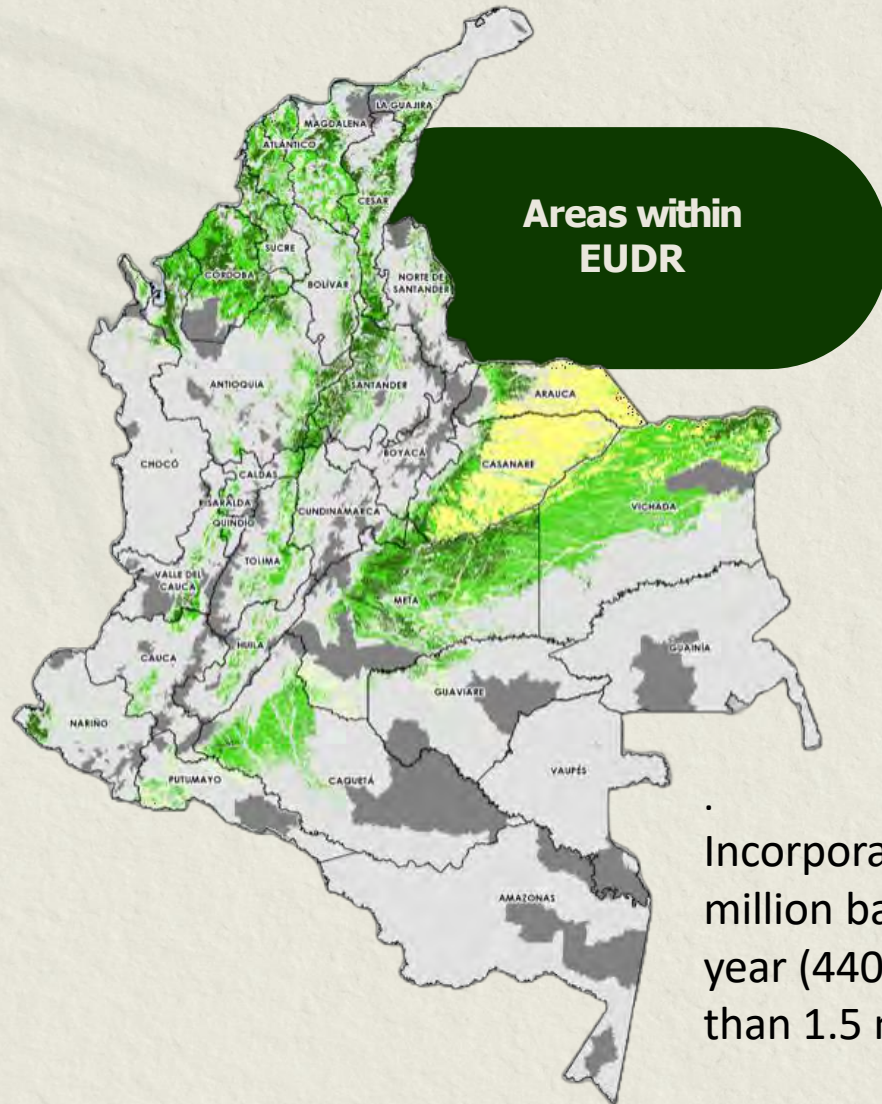 LA GUAJIRA
MAGDALENA
ATLÁNTICO
CESAR
Areas within
EUDR
SUCRE
CÓRDOBA
BOLÍVAR
NORTE DE
SANTANDER
ANTIOQUIA
SANTANDER
ARAUCA
BOYACÁ
CHOCÓ
CASANARE
CALDAS
RISARALDA
QUINDÍO
CUNDINAMARCA
VICHADA
TOLIMA
VALLE DEL
CAUCA
META
HUILA
CAUCA
GUAINÍA
GUAVIARE
NARIÑO
VAUPÉS
PUTUMAYO
CAQUETÁ
.
Incorpora
million ba
year (440
than 1.5
AMAZONAS